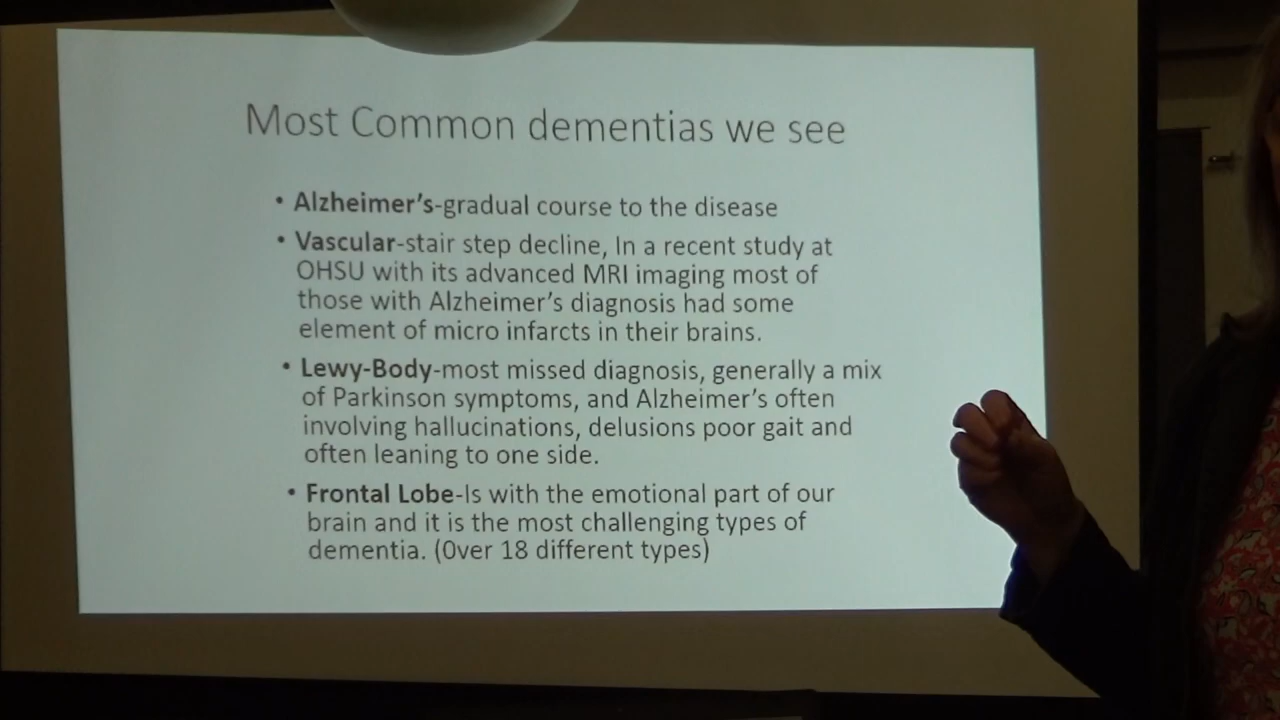 Most Common dementias we see
• Alzheimer's-gradual course to the disease
• Vascular-stair step decline, In a recent study at
OHSU with its advanced MRI imaging most of
those with Alzheimer's diagnosis had some
element of micro infarcts in their brains.
• Lewy-Body-most missed diagnosis, generally a mix
of Parkinson symptoms, and Alzheimer's often
involving hallucinations, delusions poor gait and
often leaning to one side.
• Frontal Lobe-Is with the emotional part of our
brain and it is the most challenging types of
dementia. (Over 18 different types)